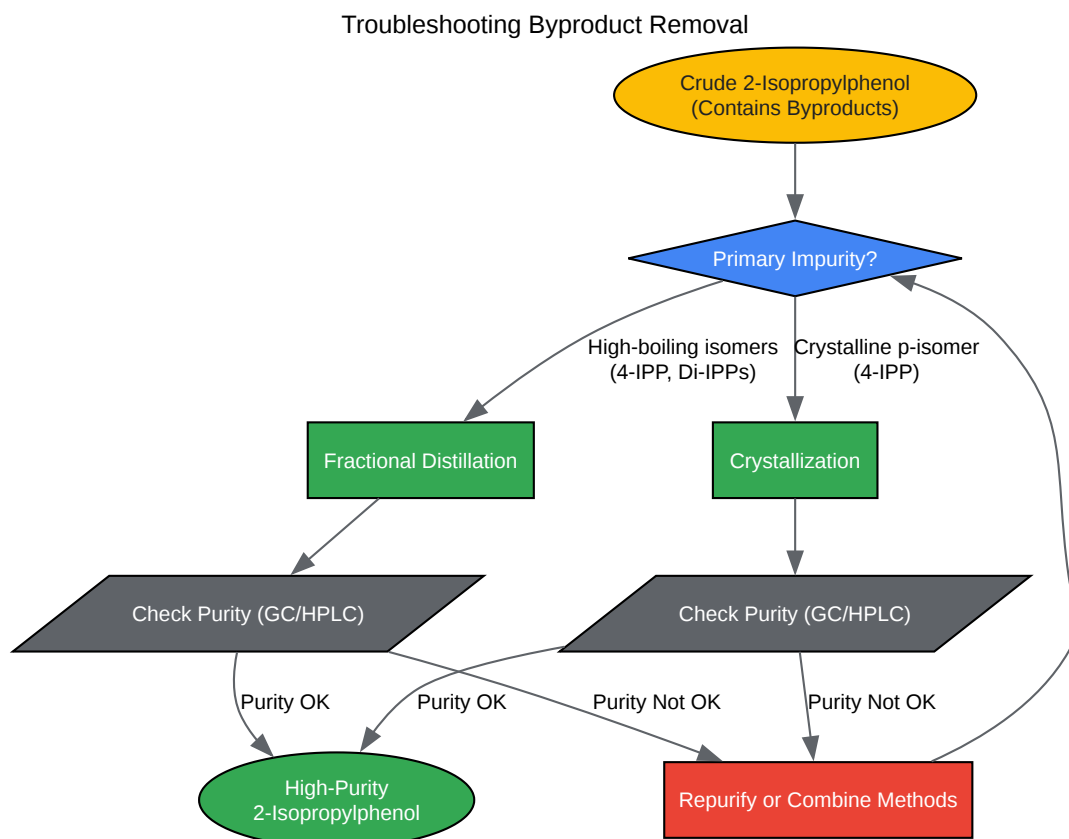 Troubleshooting Byproduct Removal
Crude 2-Isopropylphenol
(Contains Byproducts)
Primary Impurity?
High-boiling isomers
(4-IPP, Di-IPPs)
Crystalline p-isomer
(4-IPP)
Fractional Distillation
Crystallization
Check Purity (GC/HPLC)
Check Purity (GC/HPLC)
Purity OK
Purity OK
Purity Not OK
Purity Not OK
High-Purity
2-Isopropylphenol
Repurify or Combine Methods